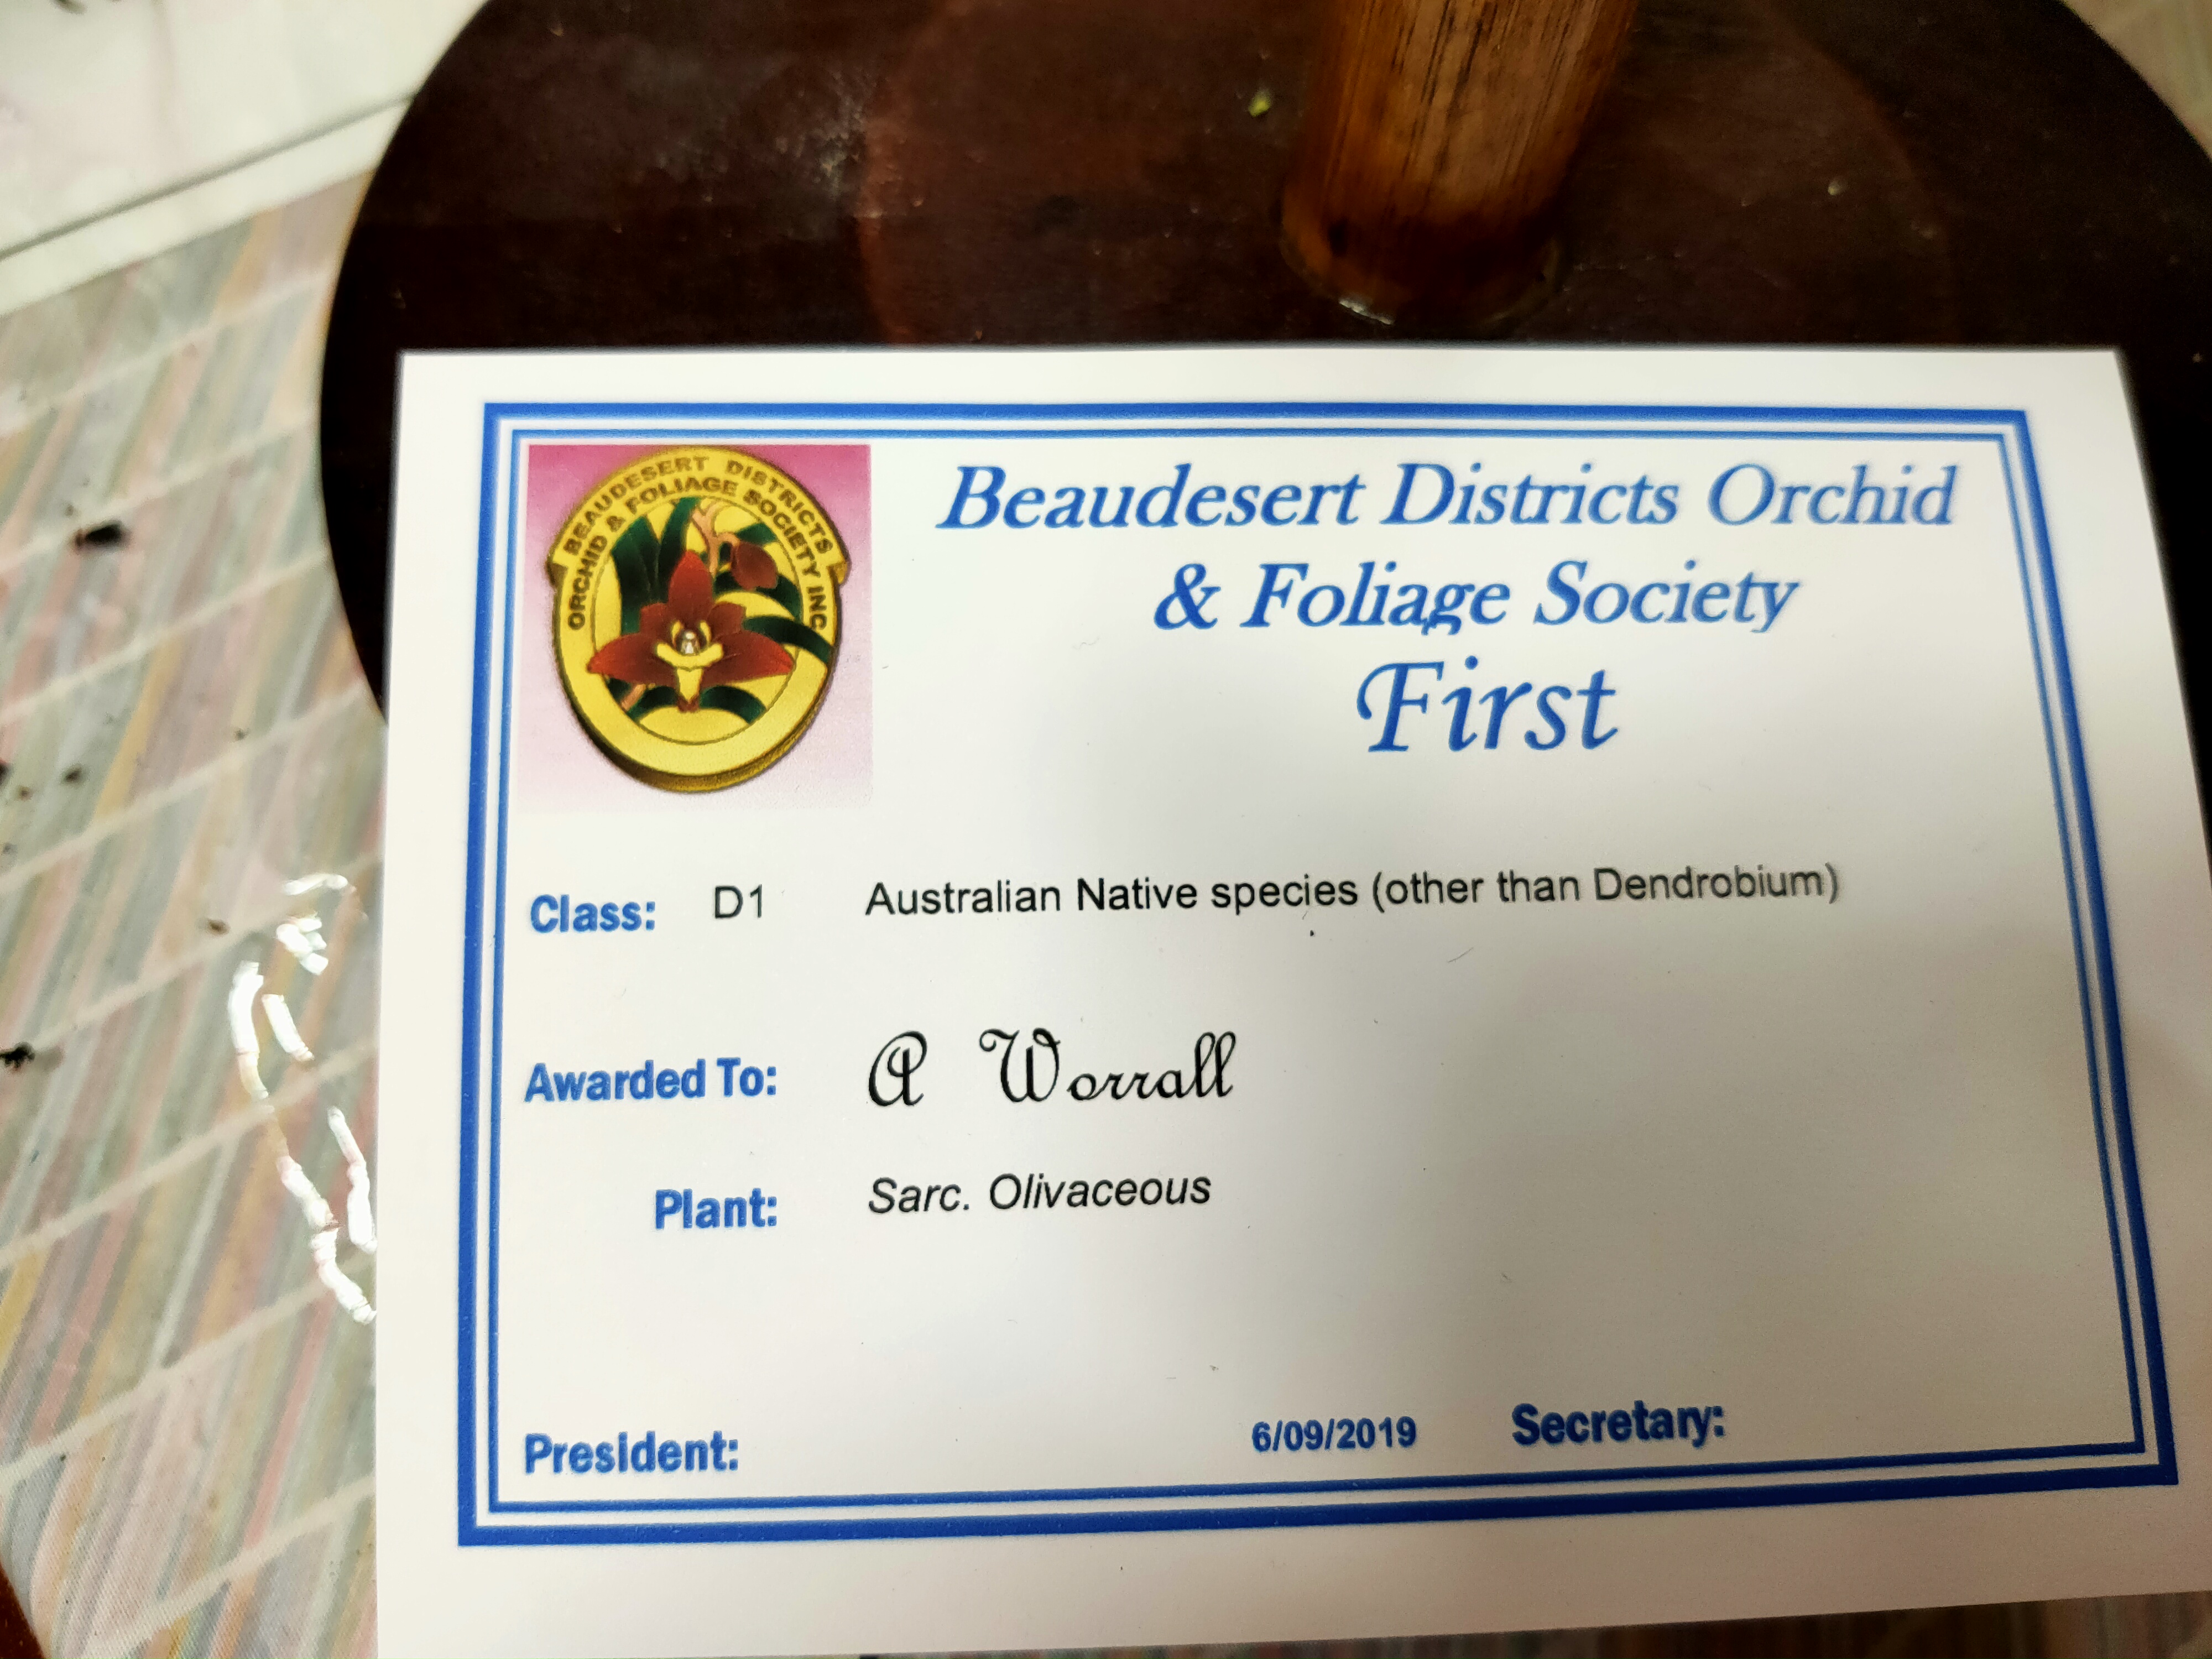 BEAUDESERT DISTRICTS
ORCHID & FOLIAGE SOCIETY INC
Beaudesert Districts Orchid
& Foliage Society
First
Class: D1 Australian Native species (other than Dendrobium)
Awarded To: A Worrall
Plant: Sarc. Olivaceous
President: 6/09/2019 Secretary: